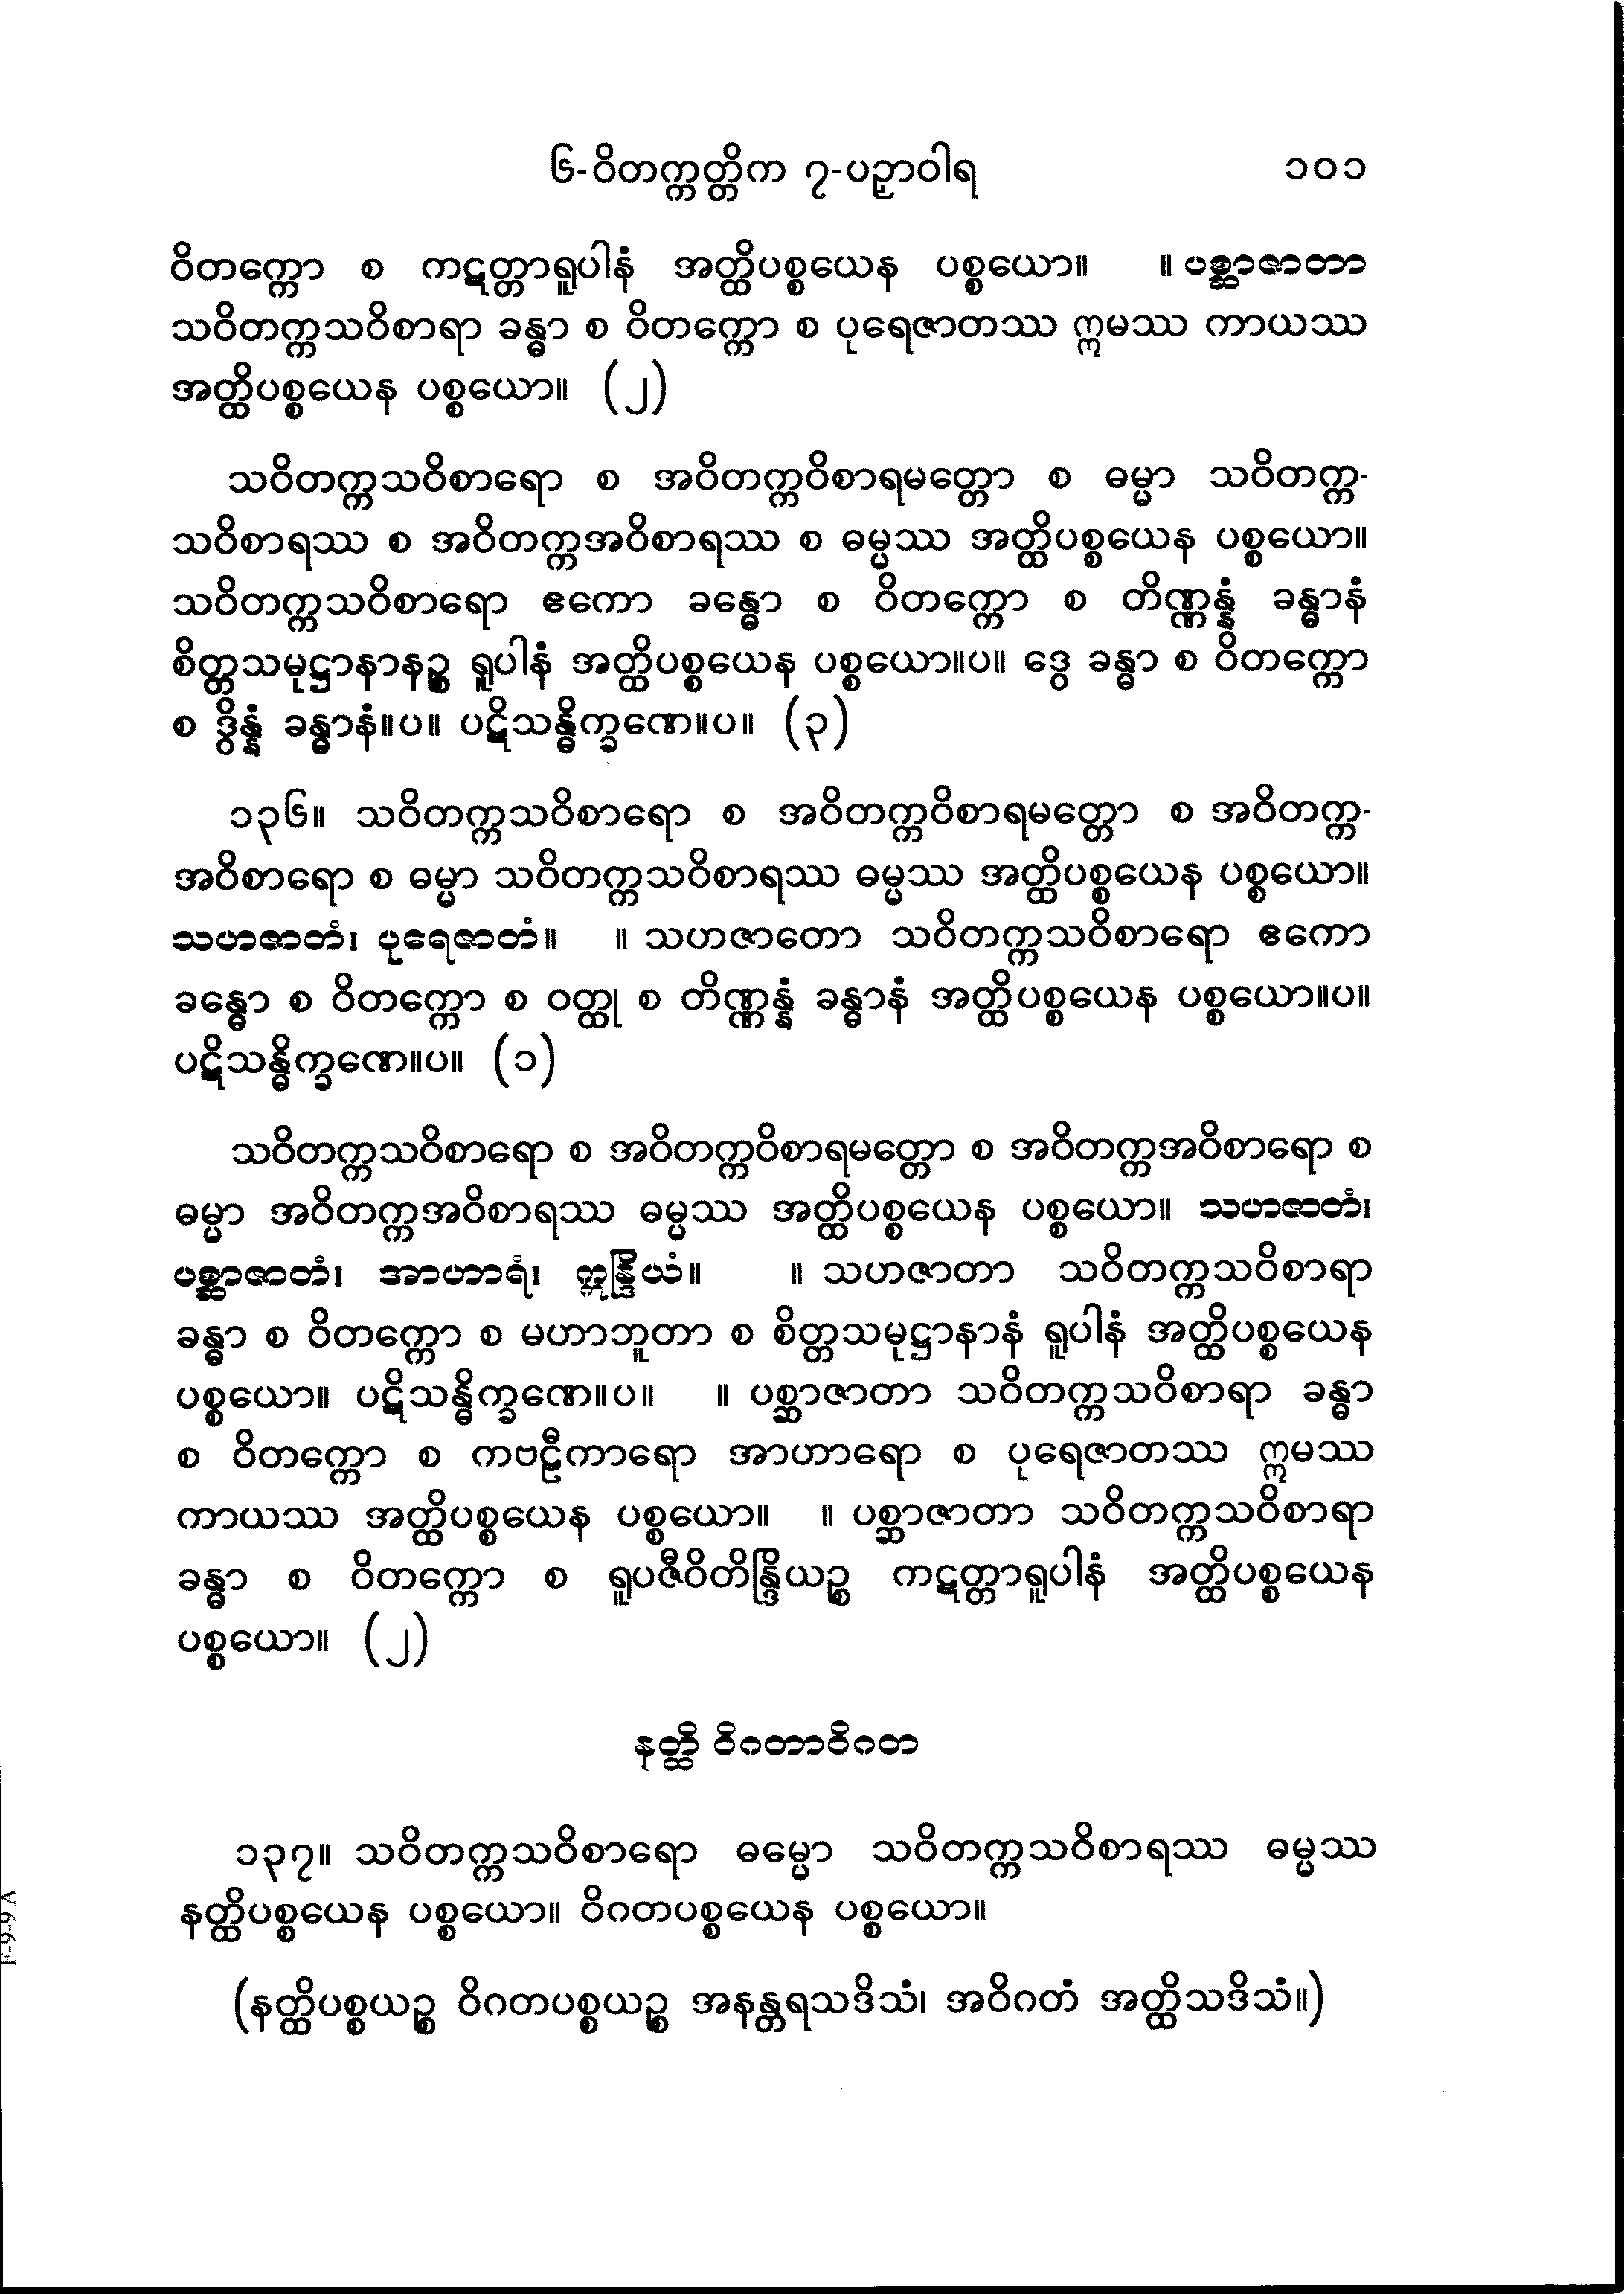 ၆-ဝိတက္ကတ္တိက ၇-ပဉှာဝါရ ၁၀၁
ဝိတက္ကော စ ကဋတ္တာရူပါနံ အတ္ထိပစ္စယေန ပစ္စယော။ ။ ပစ္ဆာဇာတာ
သဝိတက္ကသဝိစာရာ ခန္ဓာ စ ဝိတက္ကော စ ပုရေဇာတဿ ဣမဿ ကာယဿ
အတ္ထိပစ္စယေန ပစ္စယော။ (၂)
သဝိတက္ကသဝိစာရော စ အဝိတက္ကဝိစာရမတ္တော စ ဓမ္မာ သဝိတက္က-
သဝိစာရဿ စ အဝိတက္ကအဝိစာရဿ စ ဓမ္မဿ အတ္ထိပစ္စယေန ပစ္စယော။
သဝိတက္ကသဝိစာရော ဧကော ခန္ဓော စ ဝိတက္ကော စ တိဏ္ဏန္နံ ခန္ဓာနံ
စိတ္တသမုဋ္ဌာနာနဉ္စ ရူပါနံ အတ္ထိပစ္စယေန ပစ္စယော။ပ။ ဒွေ ခန္ဓာ စ ဝိတက္ကော
စ ဒွိန္နံ ခန္ဓာနံ။ပ။ ပဋိသန္ဓိက္ခဏေ။ပ။ (၃)
၁၃၆။ သဝိတက္ကသဝိစာရော စ အဝိတက္ကဝိစာရမတ္တော စ အဝိတက္က-
အဝိစာရော စ ဓမ္မာ သဝိတက္ကသဝိစာရဿ ဓမ္မဿ အတ္ထိပစ္စယေန ပစ္စယော။
သဟဇာတံ၊ ပုရေဇာတံ။ ။ သဟဇာတော သဝိတက္ကသဝိစာရော ဧကော
ခန္ဓော စ ဝိတက္ကော စ ဝတ္ထု စ တိဏ္ဏန္နံ ခန္ဓာနံ အတ္ထိပစ္စယေန ပစ္စယော။ပ။
ပဋိသန္ဓိက္ခဏေ။ပ။ (၁)
သဝိတက္ကသဝိစာရော စ အဝိတက္ကဝိစာရမတ္တော စ အဝိတက္ကအဝိစာရော စ
ဓမ္မာ အဝိတက္ကအဝိစာရဿ ဓမ္မဿ အတ္ထိပစ္စယေန ပစ္စယော။ သဟဇာတံ၊
ပစ္ဆာဇာတံ၊ အာဟာရံ၊ ဣန္ဒြိယံ။ ။ သဟဇာတာ သဝိတက္ကသဝိစာရာ
ခန္ဓာ စ ဝိတက္ကော စ မဟာဘူတာ စ စိတ္တသမုဋ္ဌာနာနံ ရူပါနံ အတ္ထိပစ္စယေန
ပစ္စယော။ ပဋိသန္ဓိက္ခဏေ။ပ။ ။ ပစ္ဆာဇာတာ သဝိတက္ကသဝိစာရာ ခန္ဓာ
စ ဝိတက္ကော စ ကဗဠီကာရော အာဟာရော စ ပုရေဇာတဿ ဣမဿ
ကာယဿ အတ္ထိပစ္စယေန ပစ္စယော။ ။ ပစ္ဆာဇာတာ သဝိတက္ကသဝိစာရာ
ခန္ဓာ စ ဝိတက္ကော စ ရူပဇီဝိတိန္ဒြိယဉ္စ ကဋတ္တာရူပါနံ အတ္ထိပစ္စယေန
ပစ္စယော။ (၂)
နတ္ထိ ဝိဂတာဝိဂတ
၁၃၇။ သဝိတက္ကသဝိစာရော ဓမ္မော သဝိတက္ကသဝိစာရဿ ဓမ္မဿ
နတ္ထိပစ္စယေန ပစ္စယော။ ဝိဂတပစ္စယေန ပစ္စယော။
(နတ္ထိပစ္စယဉ္စ ဝိဂတပစ္စယဉ္စ အနန္တရသဒိသံ၊ အဝိဂတံ အတ္ထိသဒိသံ။)
F-9-9 A